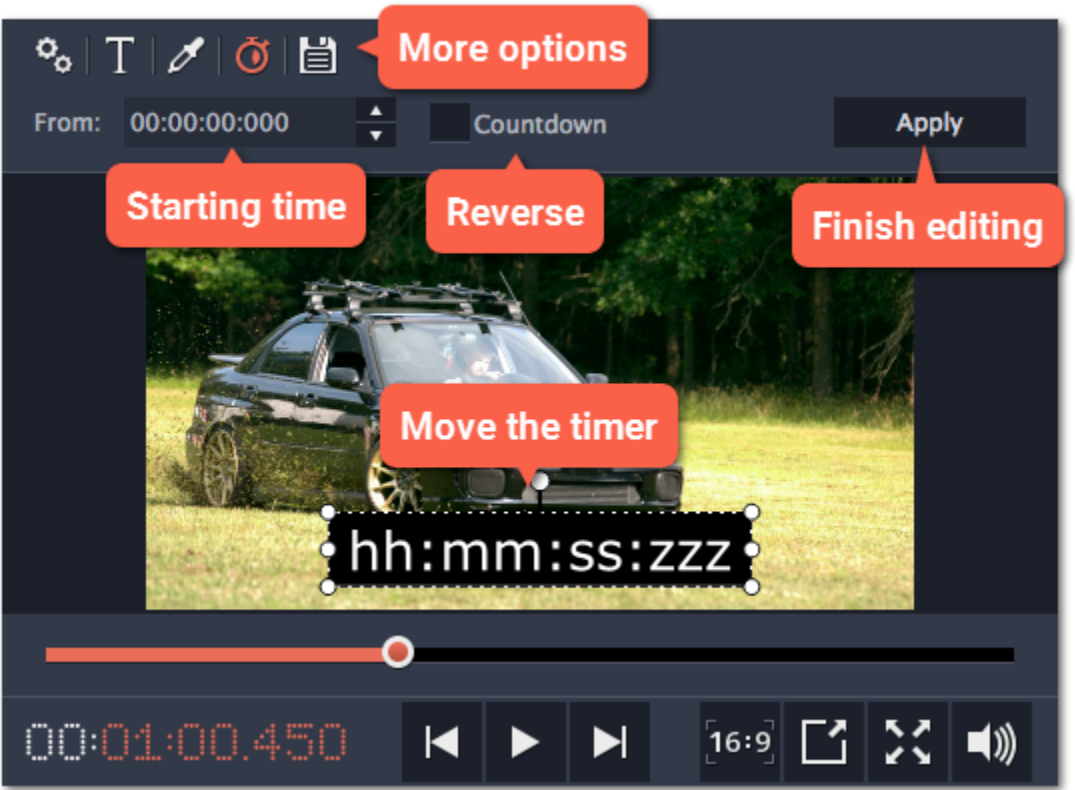 T
More options
From: 00:00:00:000 Countdown Apply
Starting time
Reverse
Finish editing
Move the timer
hh:mm:ss:zzz
00:01:00.450 16:9